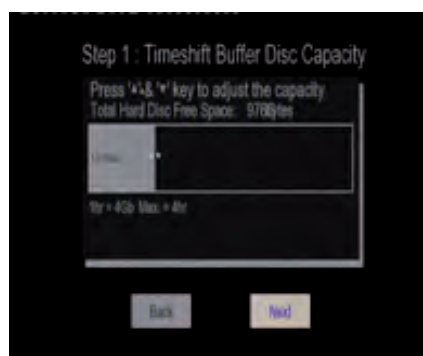 Step 1 : Timeshift Buffer Disc Capacity
Press '▲' & '▼' key to adjust the capacity
Total Hard Disc Free Space:
1hr = 4Gb Max. = 4hr
Back
Next